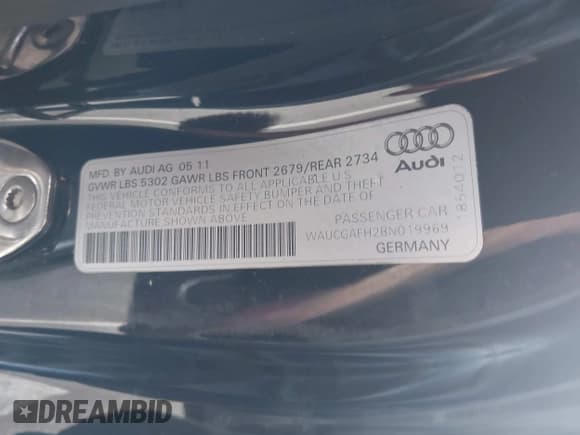 MFD. BY AUDI AG 05 11
GVWR LBS 5302 GAWR LBS FRONT 2679/REAR 2734
THIS VEHICLE CONFORMS TO ALL APPLICABLE U.S.
FEDERAL MOTOR VEHICLE SAFETY BUMPER AND THEFT
PREVENTION STANDARDS IN EFFECT ON THE DATE OF
MANUFACTURE SHOWN ABOVE
Audi
PASSENGER CAR
WAUCGAFH2BN019969
GERMANY
1854012
DREAMBID